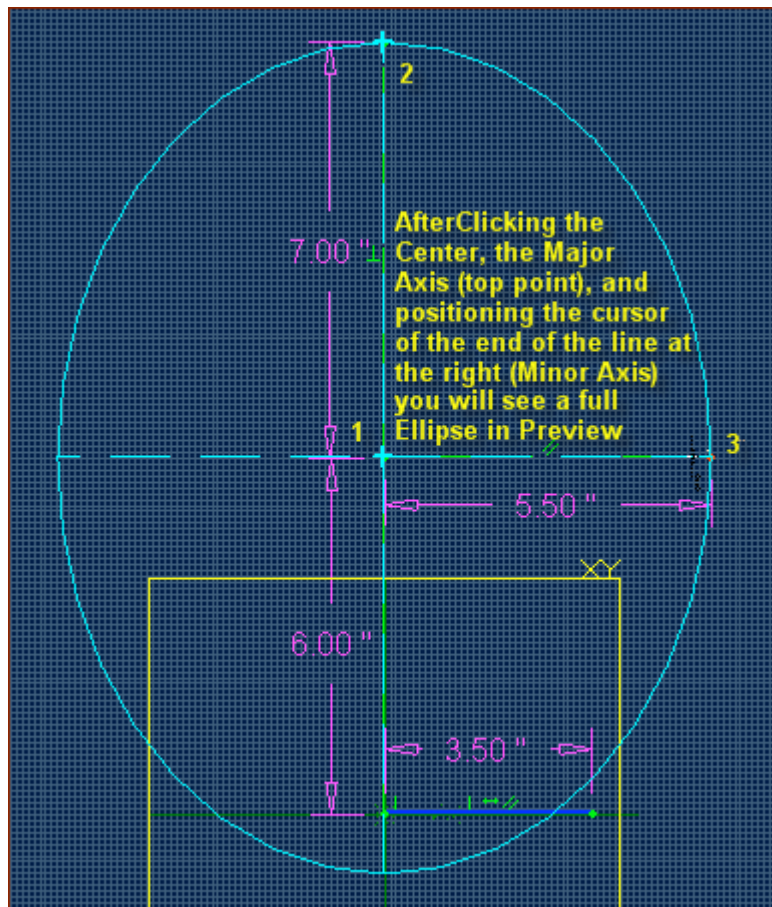 2
AfterClicking the
Center, the Major
Axis (top point), and
positioning the cursor
of the end of the line at
the right (Minor Axis)
you will see a full
Ellipse in Preview
7.00 "
1
3
5.50 "
XY
6.00 "
3.50 "